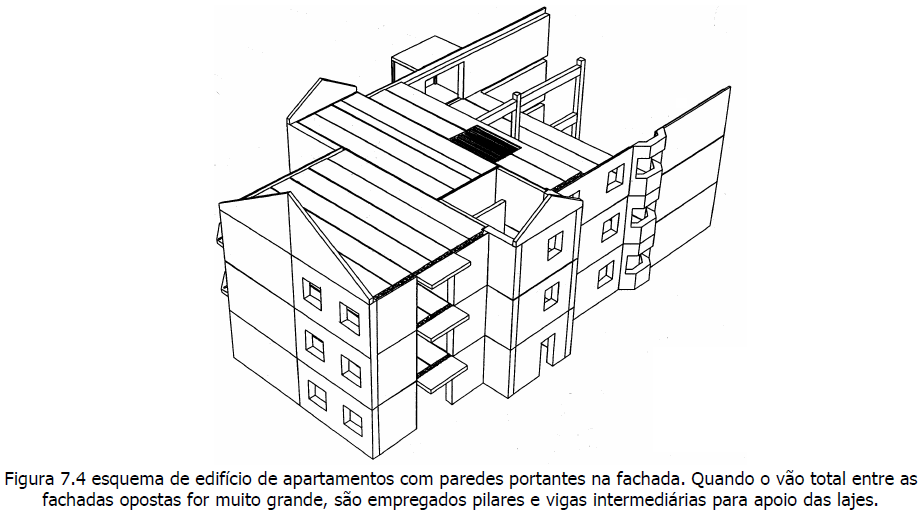 Figura 7.4 esquema de edifício de apartamentos com paredes portantes na fachada. Quando o vão total entre as
fachadas opostas for muito grande, são empregados pilares e vigas intermediárias para apoio das lajes.